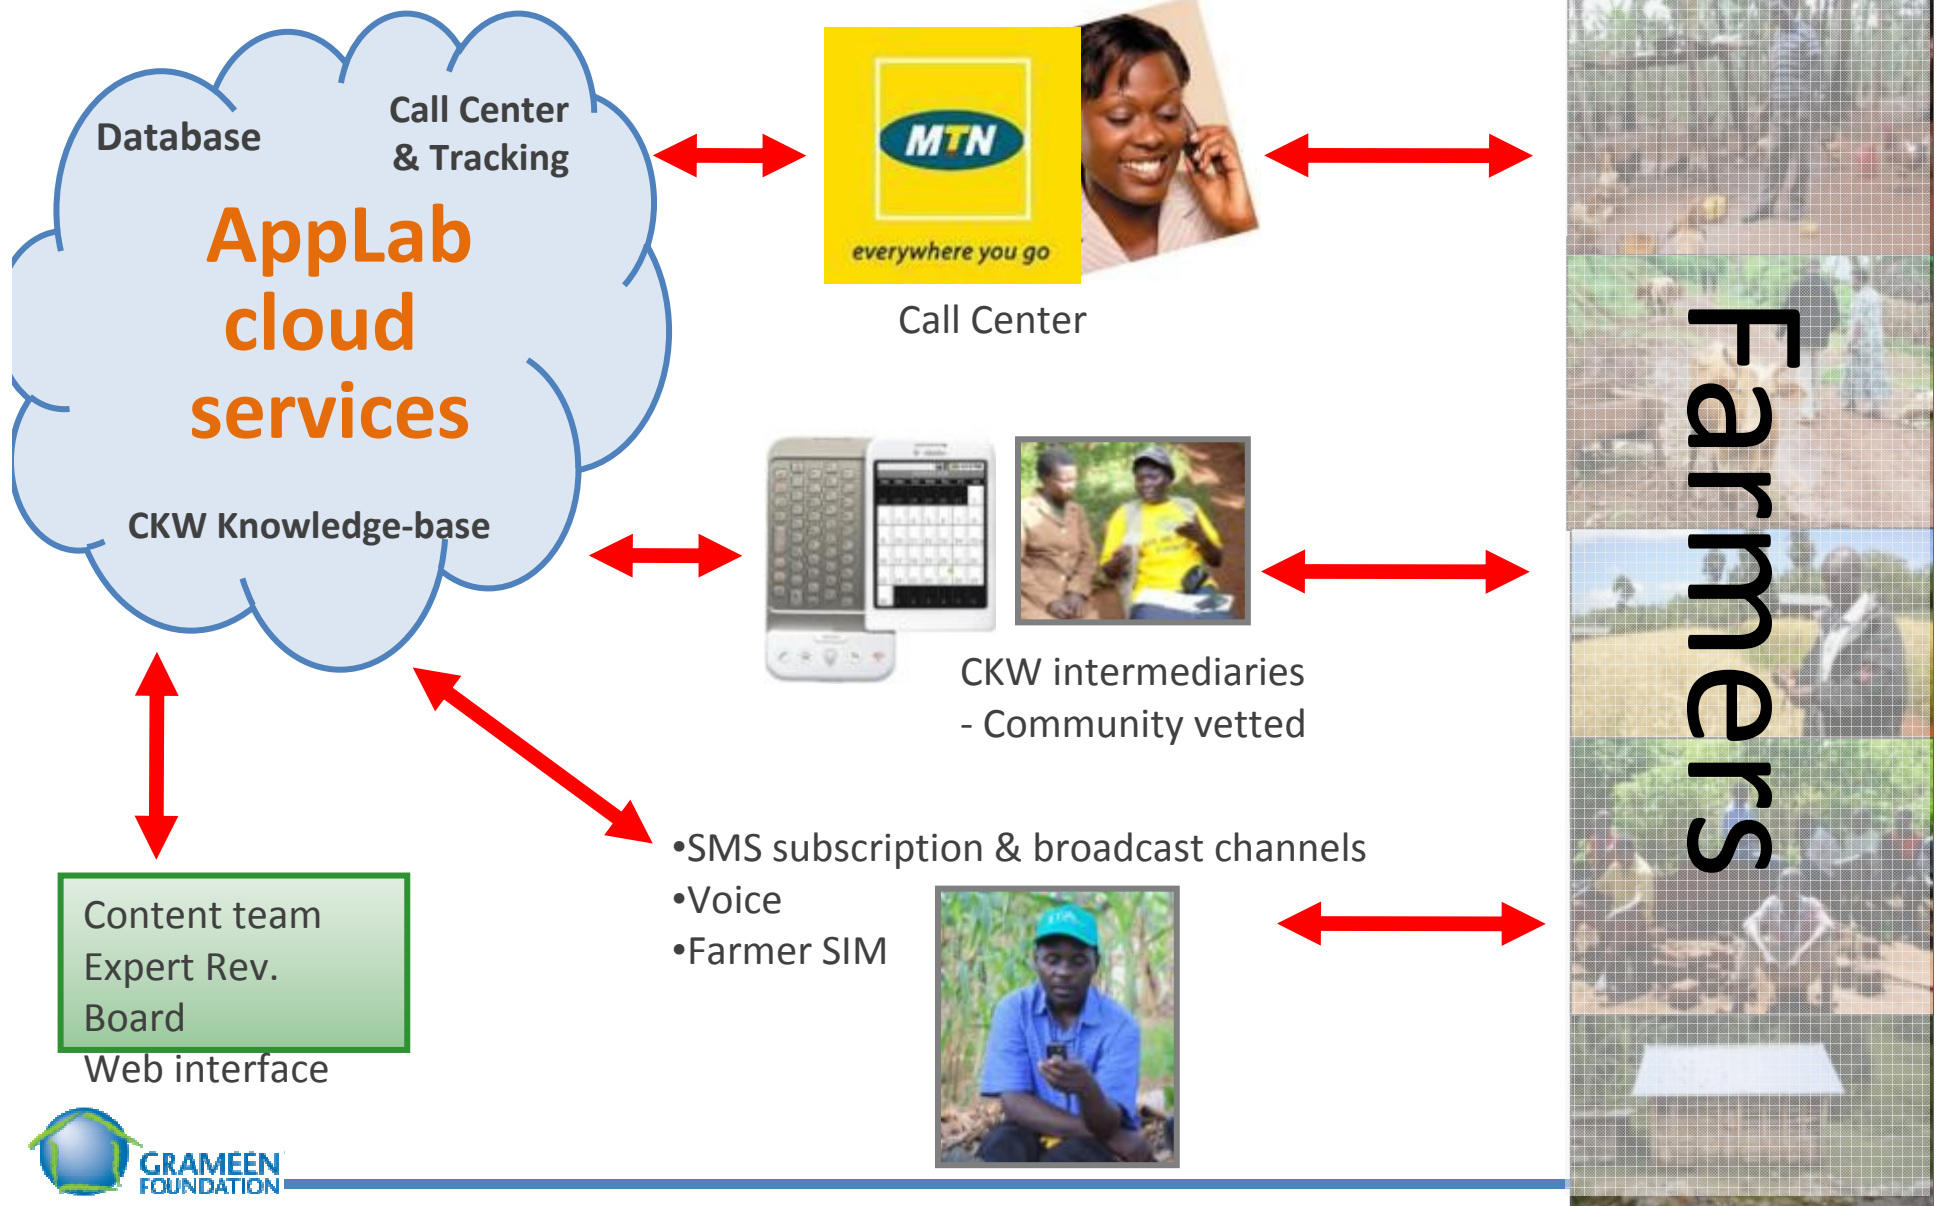 Database
Call Center
& Tracking
AppLab
cloud
services
CKW Knowledge-base
MTN
everywhere you go
Call Center
CKW intermediaries
- Community vetted
•SMS subscription & broadcast channels
•Voice
•Farmer SIM
Content team
Expert Rev.
Board
Web interface
Farmers
GRAMEEN
FOUNDATION